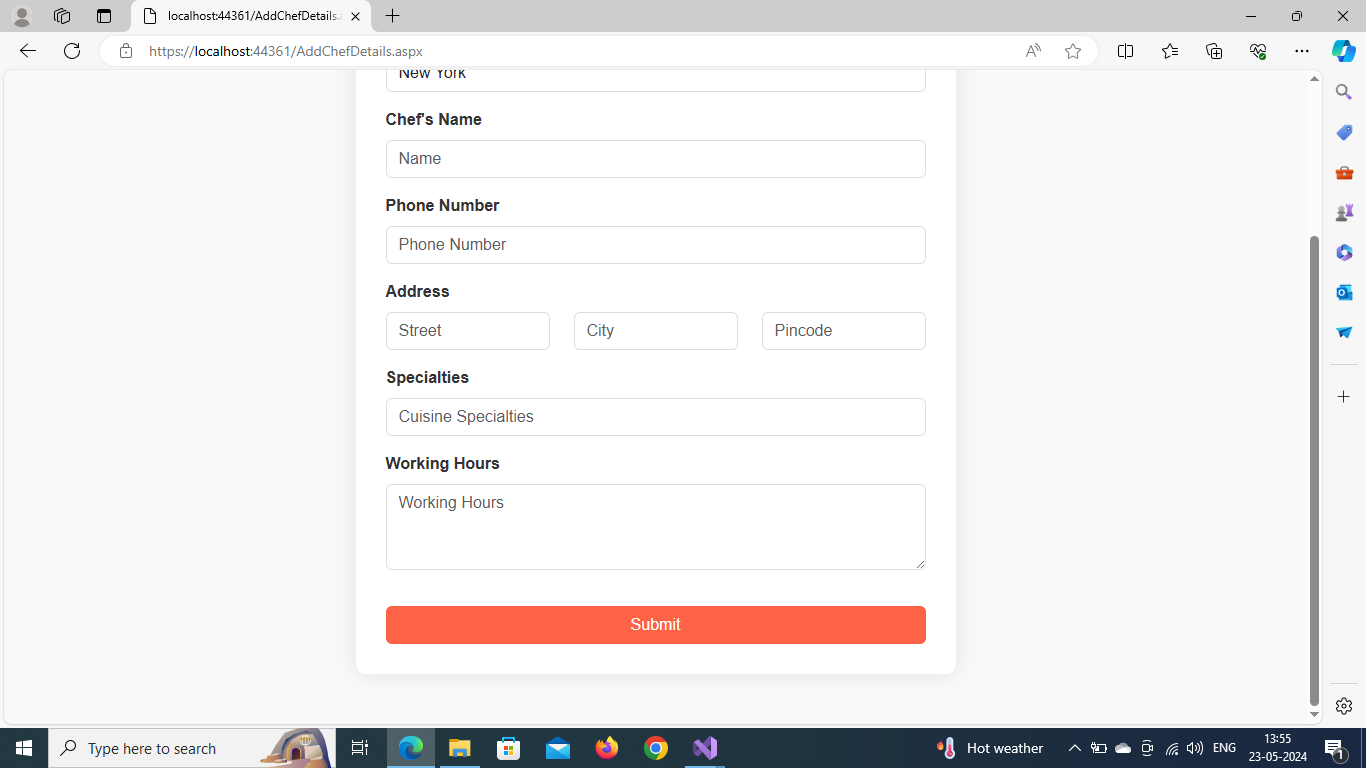 localhost:44361/AddChefDetails.a
https://localhost:44361/AddChefDetails.aspx
New York
Chef's Name
Name
Phone Number
Phone Number
Address
Street City Pincode
Specialties
Cuisine Specialties
Working Hours
Working Hours
Submit
Type here to search
Hot weather
ENG
13:55
23-05-2024
1